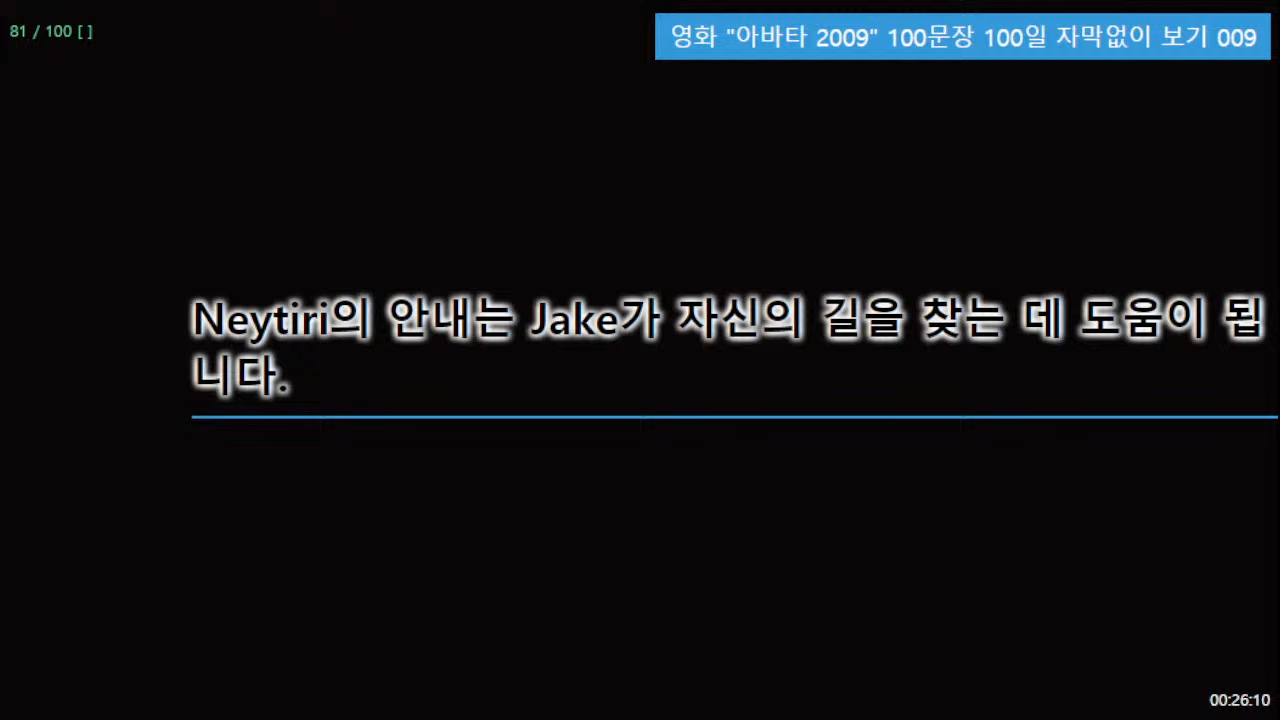 81 / 100 [ ]
영화 "아바타 2009" 100문장 100일 자막없이 보기 009
Neytiri의 안내는 Jake가 자신의 길을 찾는 데 도움이 됩
니다.
00:26:10